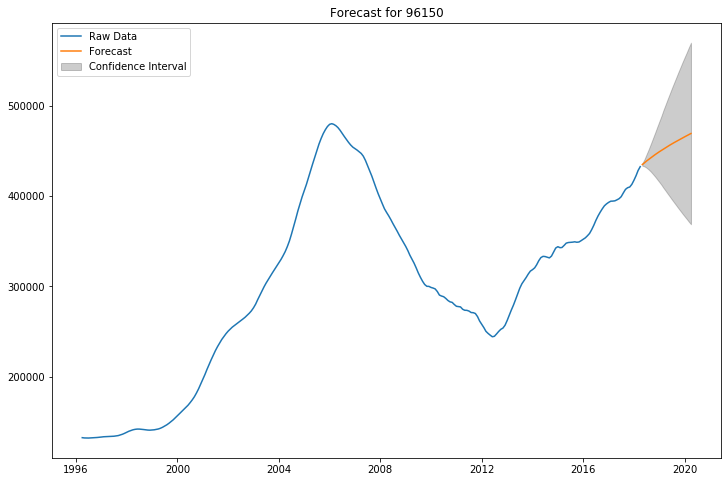 Forecast for 96150
Raw Data
Forecast
Confidence Interval
500000
400000
300000
200000
1996 2000 2004 2008 2012 2016 2020